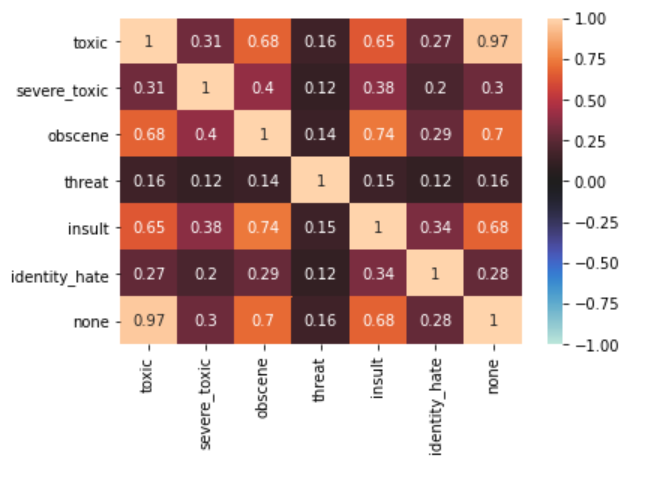 toxic 1 0.31 0.68 0.16 0.65 0.27 0.97
severe_toxic 0.31 1 0.4 0.12 0.38 0.2 0.3
obscene 0.68 0.4 1 0.14 0.74 0.29 0.7
threat 0.16 0.12 0.14 1 0.15 0.12 0.16
insult 0.65 0.38 0.74 0.15 1 0.34 0.68
identity_hate 0.27 0.2 0.29 0.12 0.34 1 0.28
none 0.97 0.3 0.7 0.16 0.68 0.28 1
toxic
severe_toxic
obscene
threat
insult
identity_hate
none
1.00
0.75
0.50
0.25
0.00
−0.25
−0.50
−0.75
−1.00